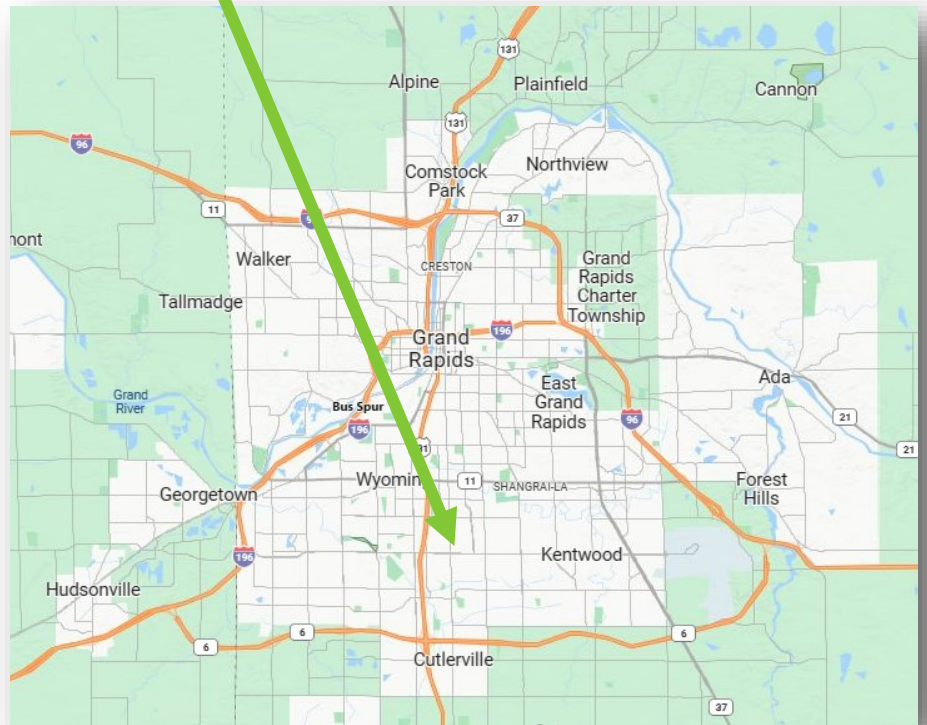 131
Alpine
Plainfield
Cannon
131
96
Comstock
Park
Northview
11
37
mont
Walker
CRESTON
Grand
Rapids
Charter
Township
Tallmadge
196
Grand
Rapids
Ada
Grand
River
East
Grand
Rapids
Bus Spur
196
96
21
21
Wyomin
11
SHANGRI-LA
Forest
Hills
Georgetown
196
Kentwood
Hudsonville
6
6
6
Cutlerville
37